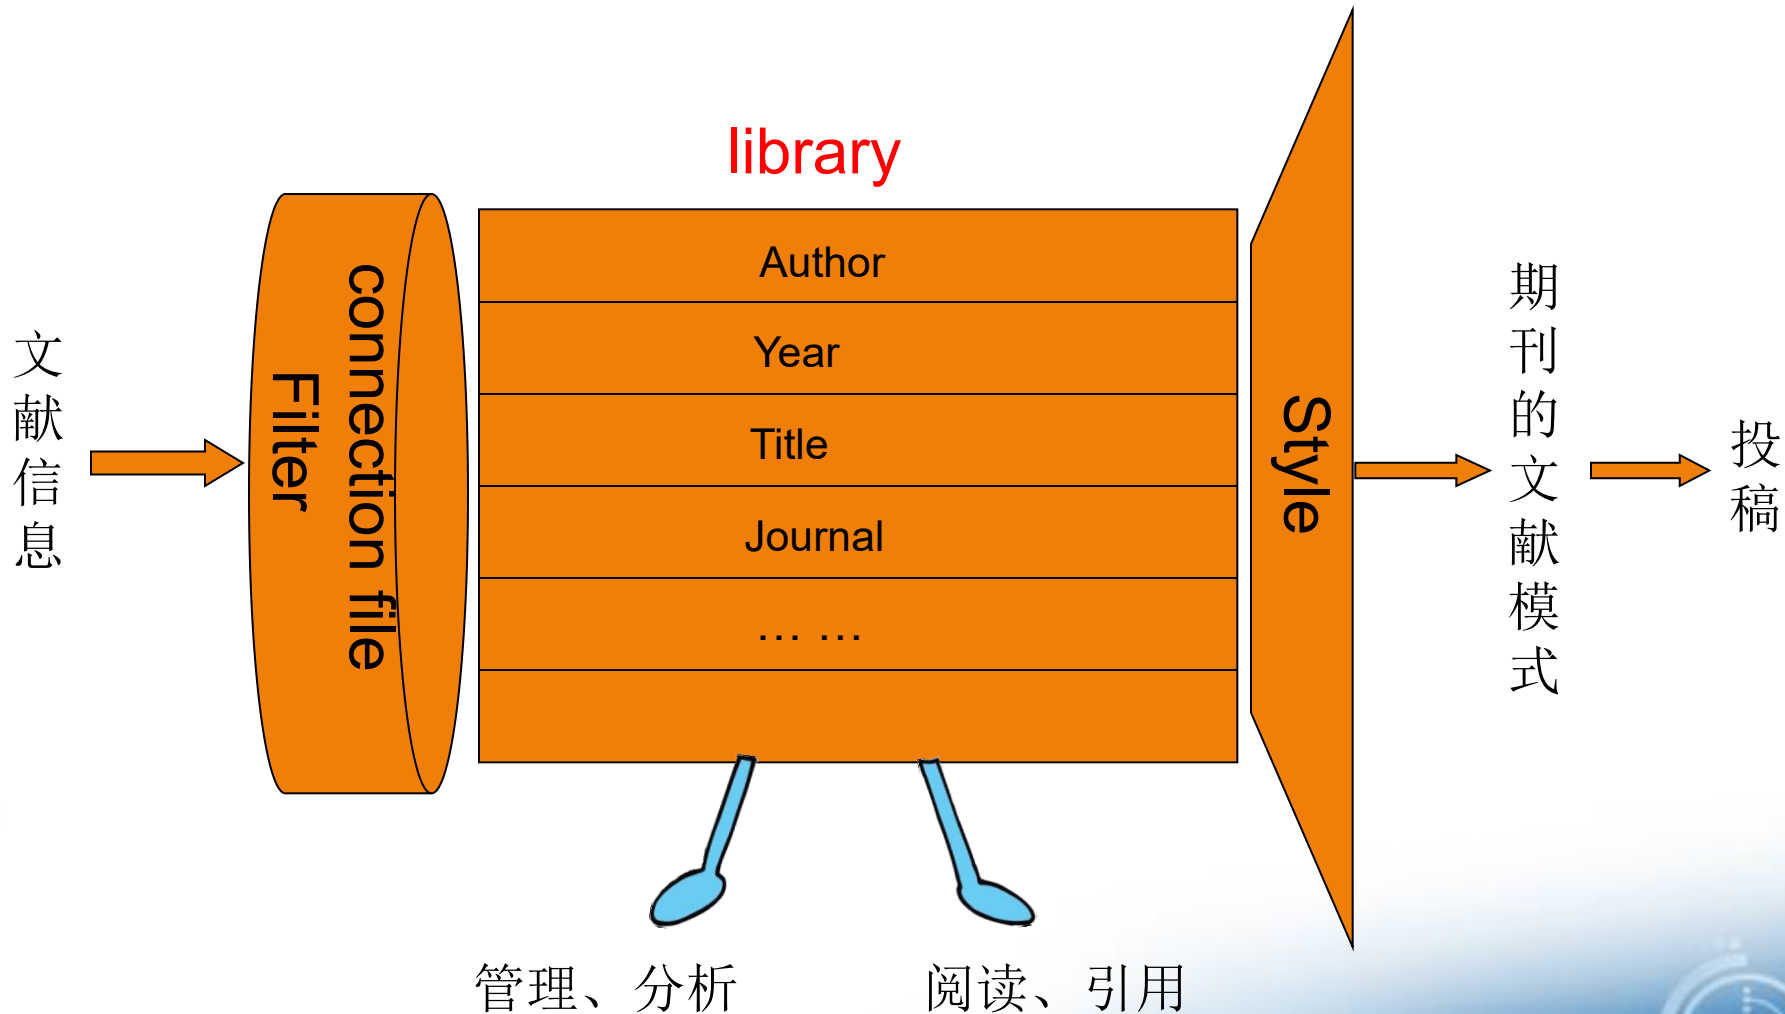 library
文献信息
connection file
Filter
Author
Year
Title
Journal
… …
Style
期刊的文献模式
投稿
管理、分析
阅读、引用